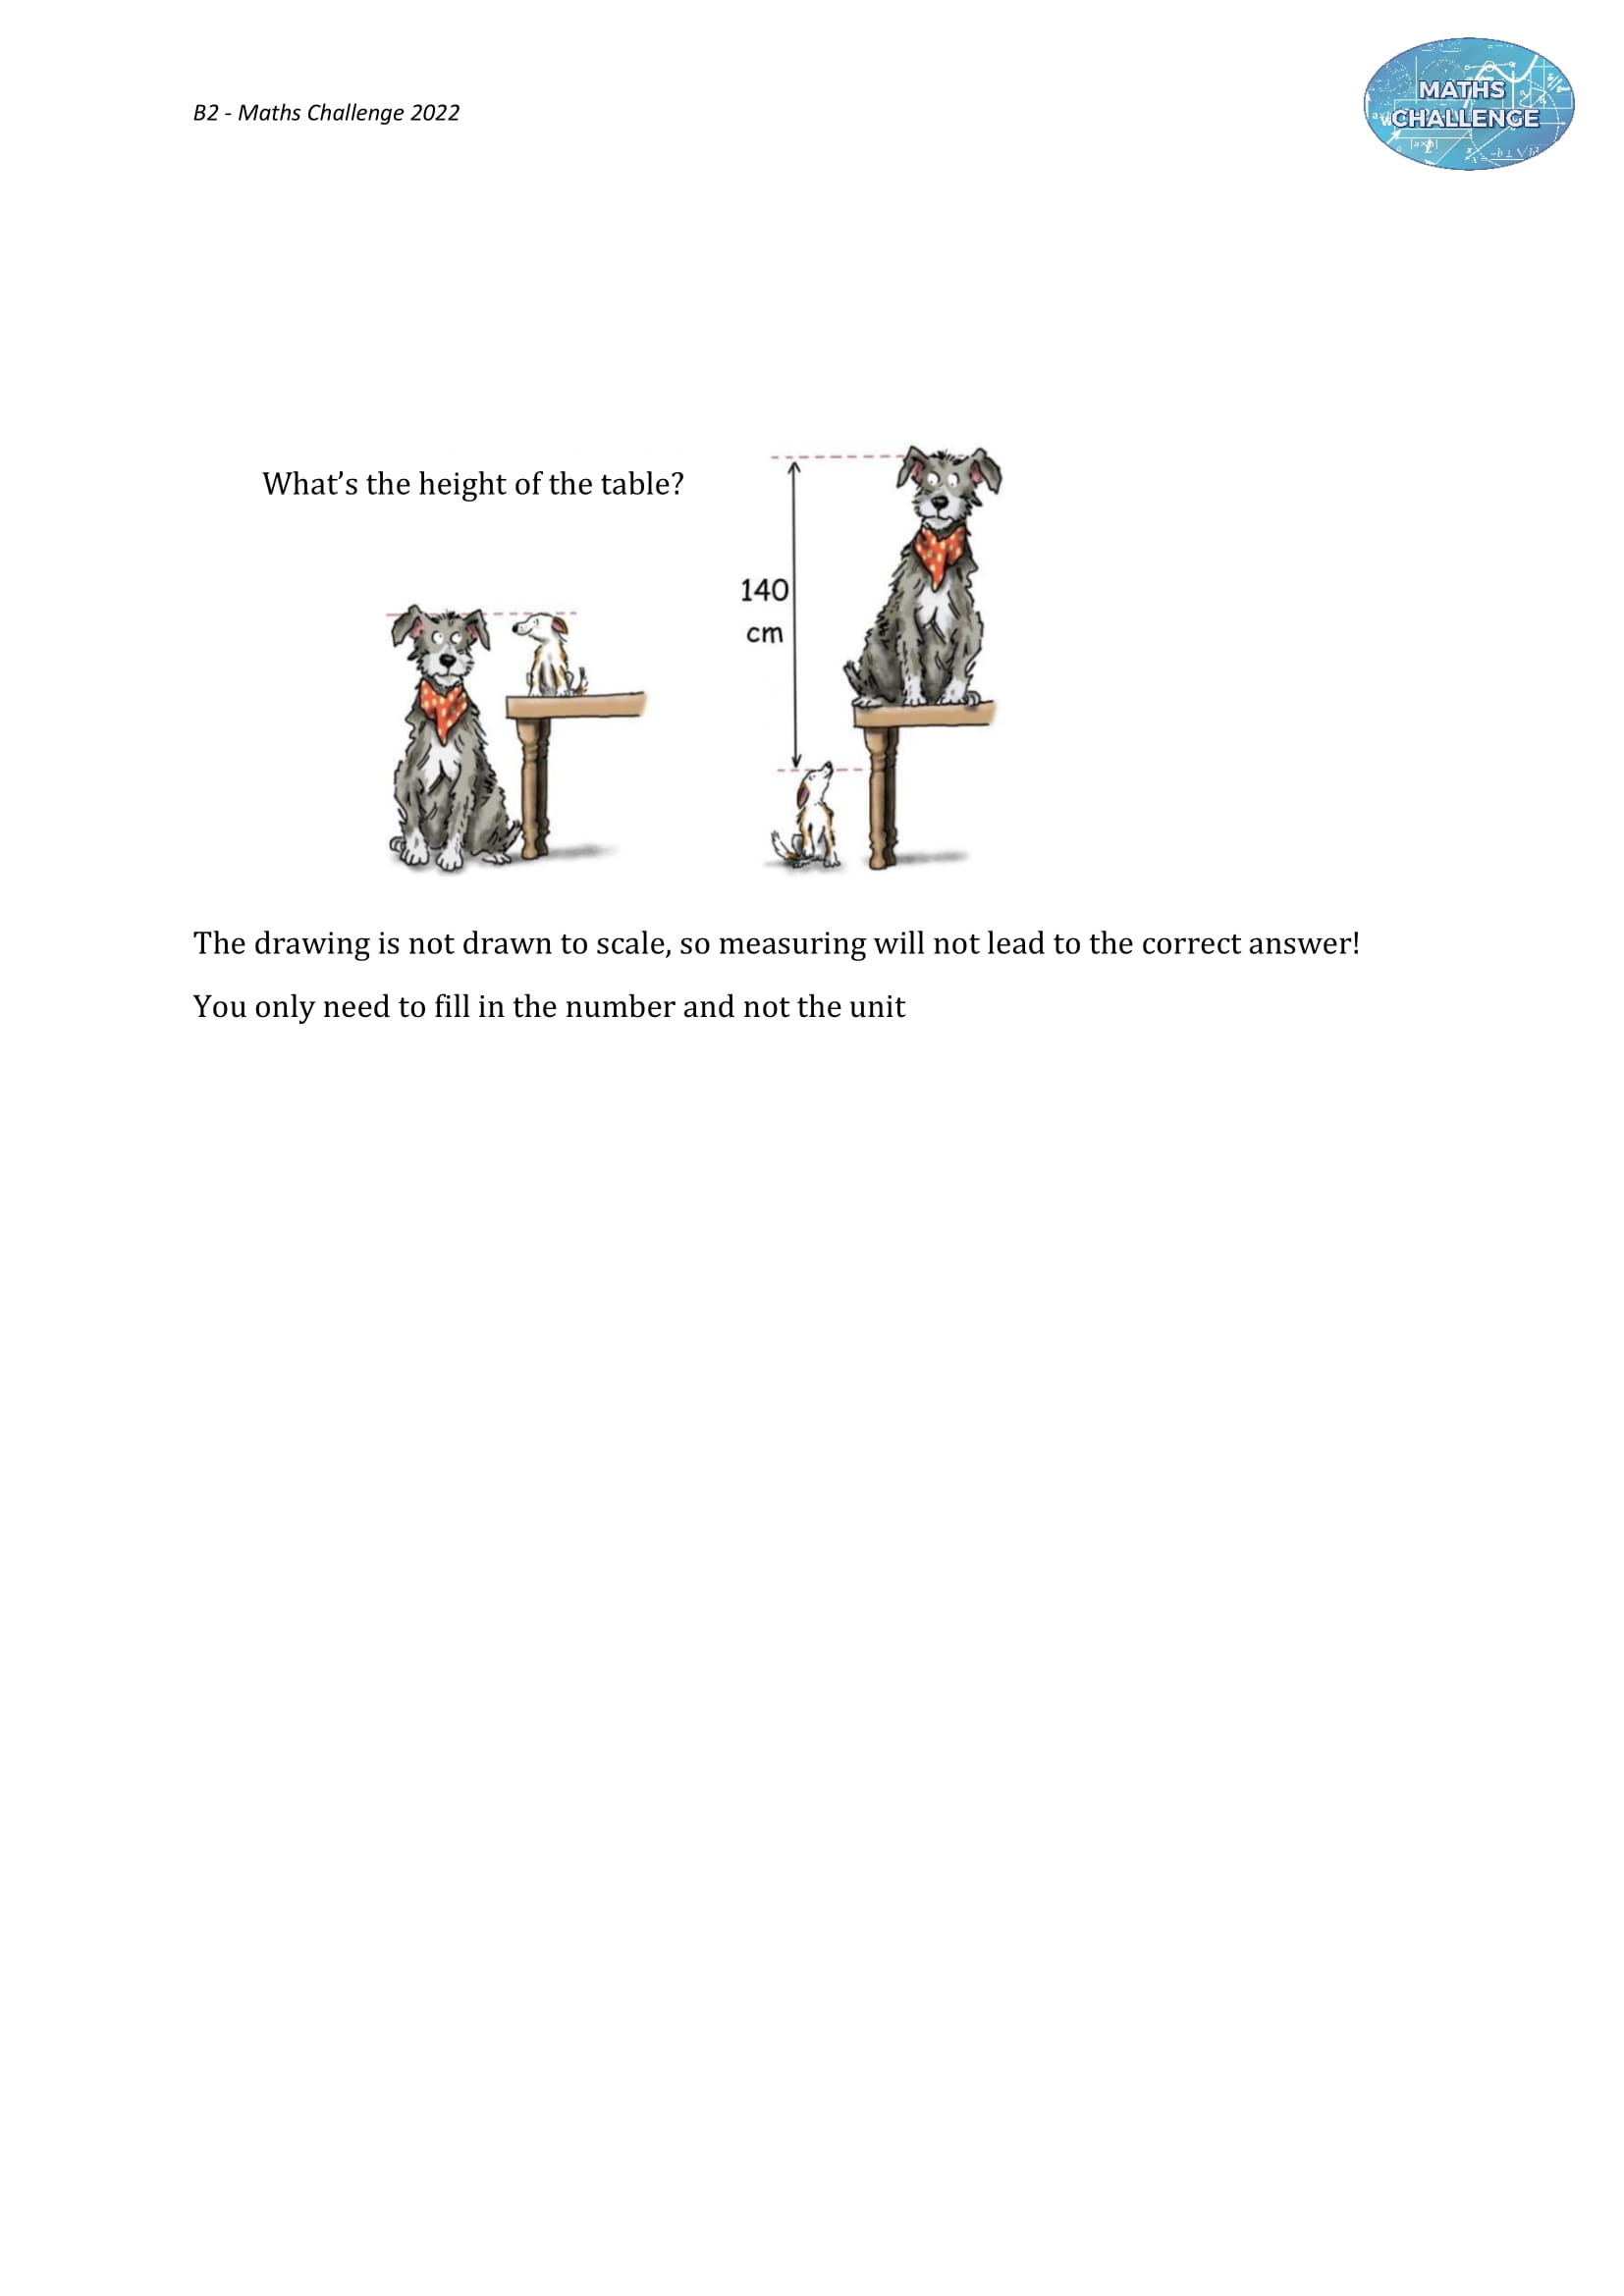 B2 - Maths Challenge 2022
MATHS
CHALLENGE
What’s the height of the table?
140
cm
The drawing is not drawn to scale, so measuring will not lead to the correct answer!
You only need to fill in the number and not the unit